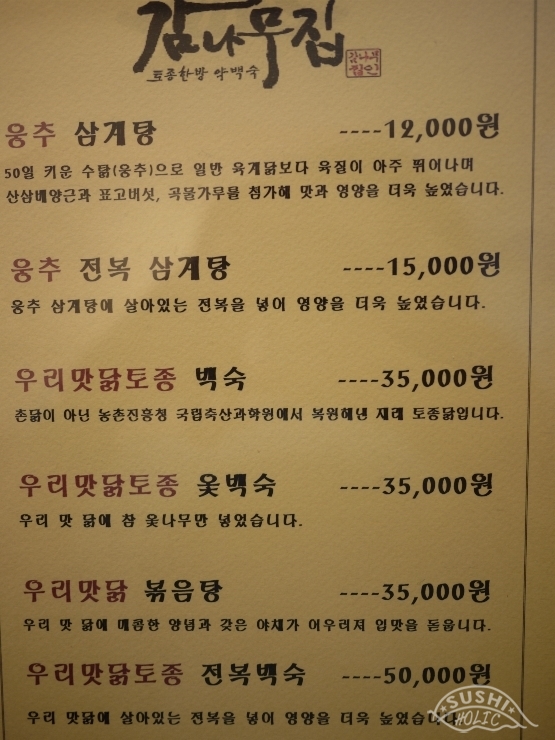 감나무집
토종한방 약백숙
웅추 삼계탕 ----12,000원
50일 키운 수탉(웅추)으로 일반 육계닭보다 육질이 아주 뛰어나며
산삼배양근과 표고버섯, 곡물가루를 첨가해 맛과 영양을 더욱 높였습니다.
웅추 전복 삼계탕 ----15,000원
웅추 삼계탕에 살아있는 전복을 넣어 영양을 더욱 높였습니다.
우리맛닭토종 백숙 ----35,000원
촌닭이 아닌 농촌진흥청 국립축산과학원에서 복원해낸 재래 토종닭입니다.
우리맛닭토종 옻백숙 ----35,000원
우리 맛 닭에 참 옻나무만 넣었습니다.
우리맛닭 볶음탕 ----35,000원
우리 맛 닭에 매콤한 양념과 갖은 야채가 어우러져 입맛을 돋웁니다.
우리맛닭토종 전복백숙 ----50,000원
우리 맛닭에 살아있는 전복을 넣어 영양을 더욱 높였습니다.
SUSHI
HOLIC